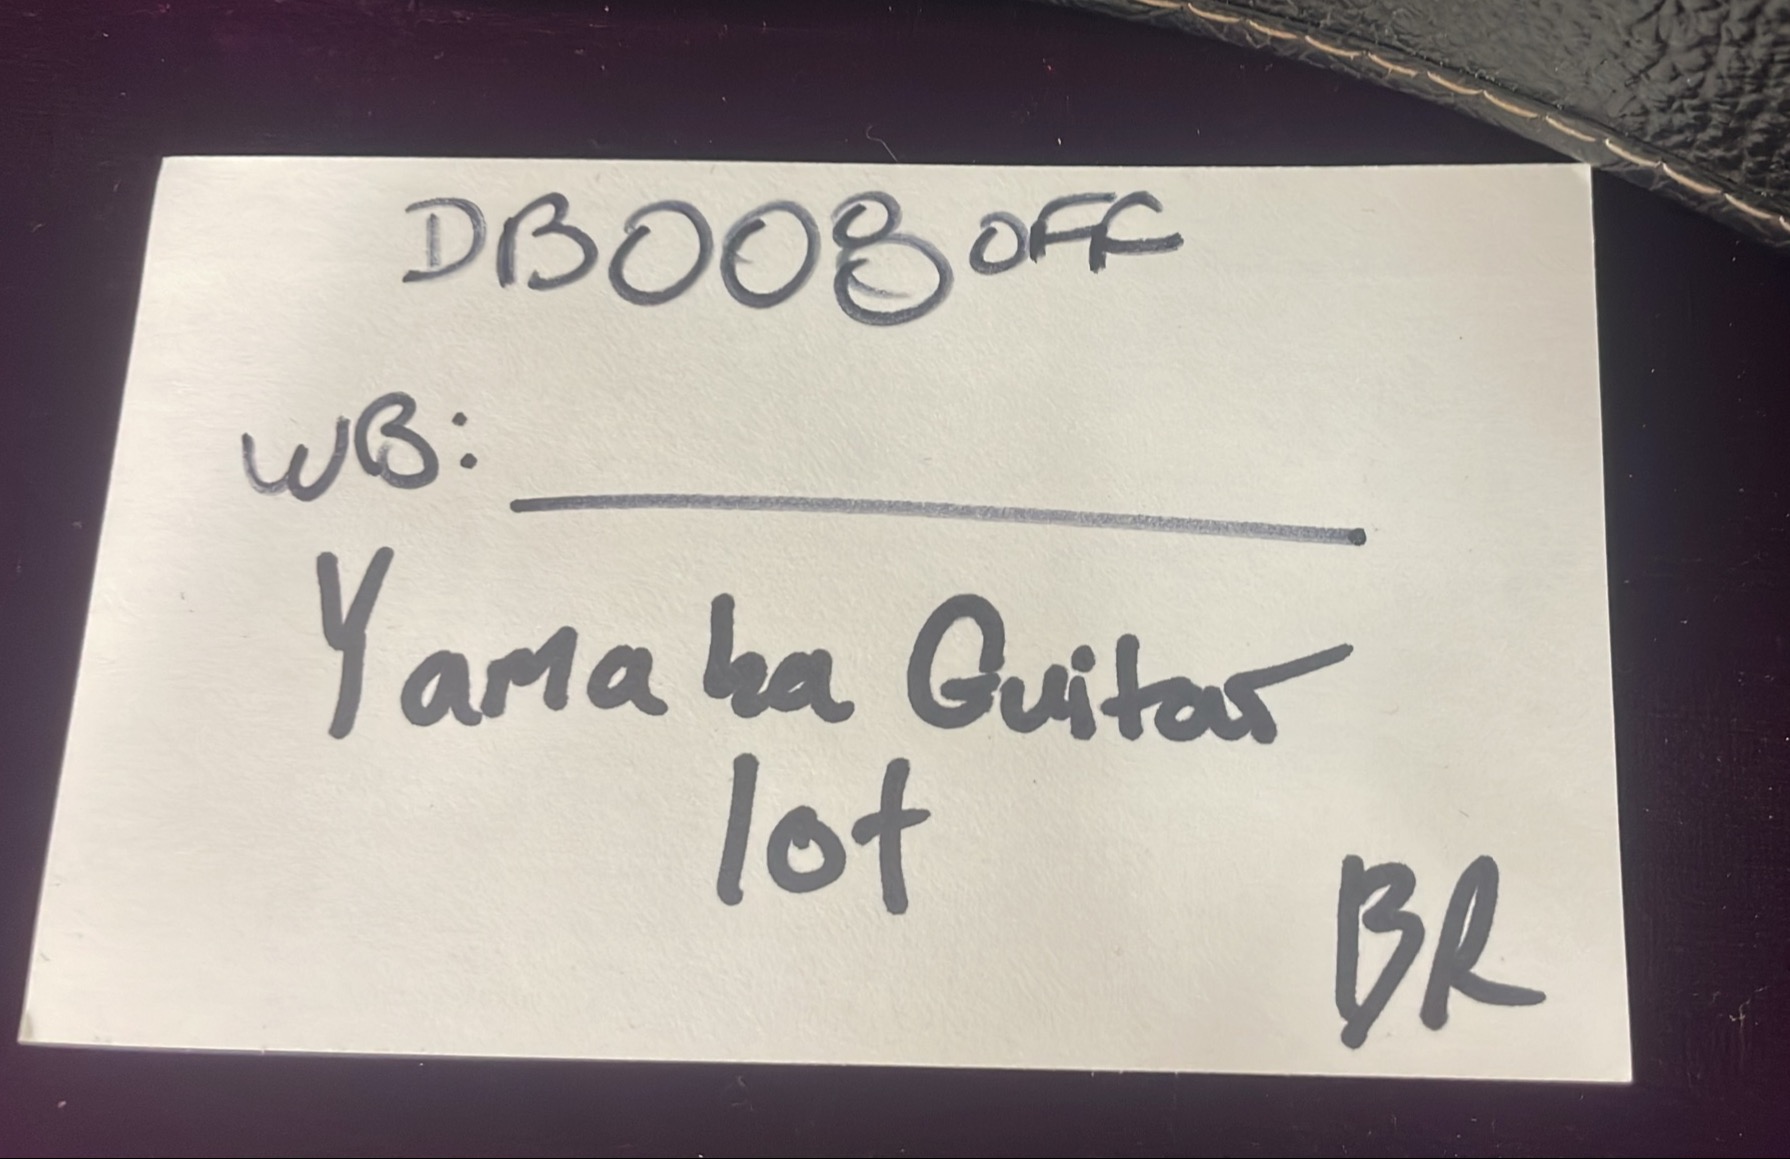 DB008 OFF
WB:
Yamaha Guitar
lot
BR